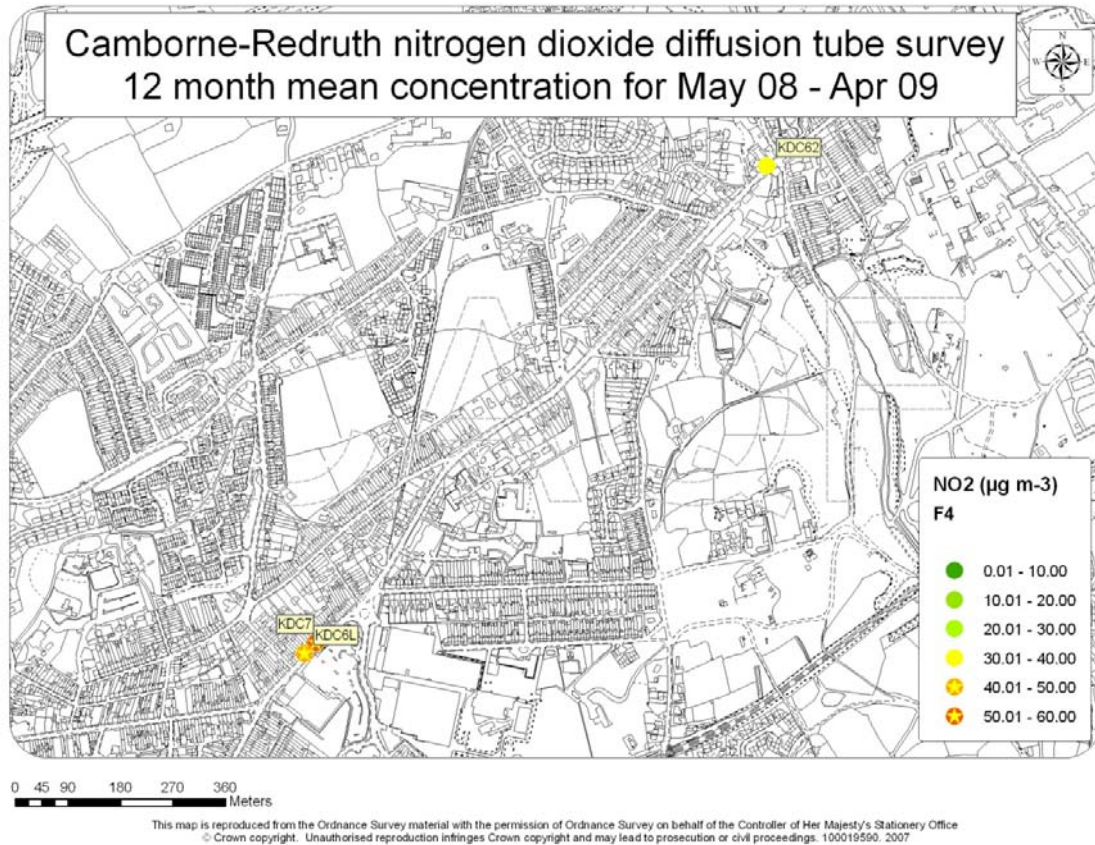 Camborne-Redruth nitrogen dioxide diffusion tube survey
12 month mean concentration for May 08 - Apr 09
N
W E
S
KDC62
KDC7
KDC6L
NO2 (µg m-3)
F4
0.01 - 10.00
10.01 - 20.00
20.01 - 30.00
30.01 - 40.00
40.01 - 50.00
50.01 - 60.00
0 45 90 180 270 360
Meters
This map is reproduced from the Ordnance Survey material with the permission of Ordnance Survey on behalf of the Controller of Her Majesty's Stationery Office
© Crown copyright. Unauthorised reproduction infringes Crown copyright and may lead to prosecution or civil proceedings. 100019590. 2007